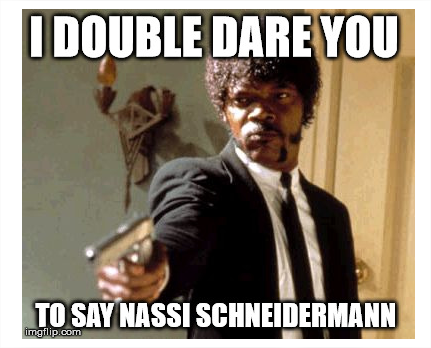 I DOUBLE DARE YOU
TO SAY NASSI SCHNEIDERMANN
imgflip.com